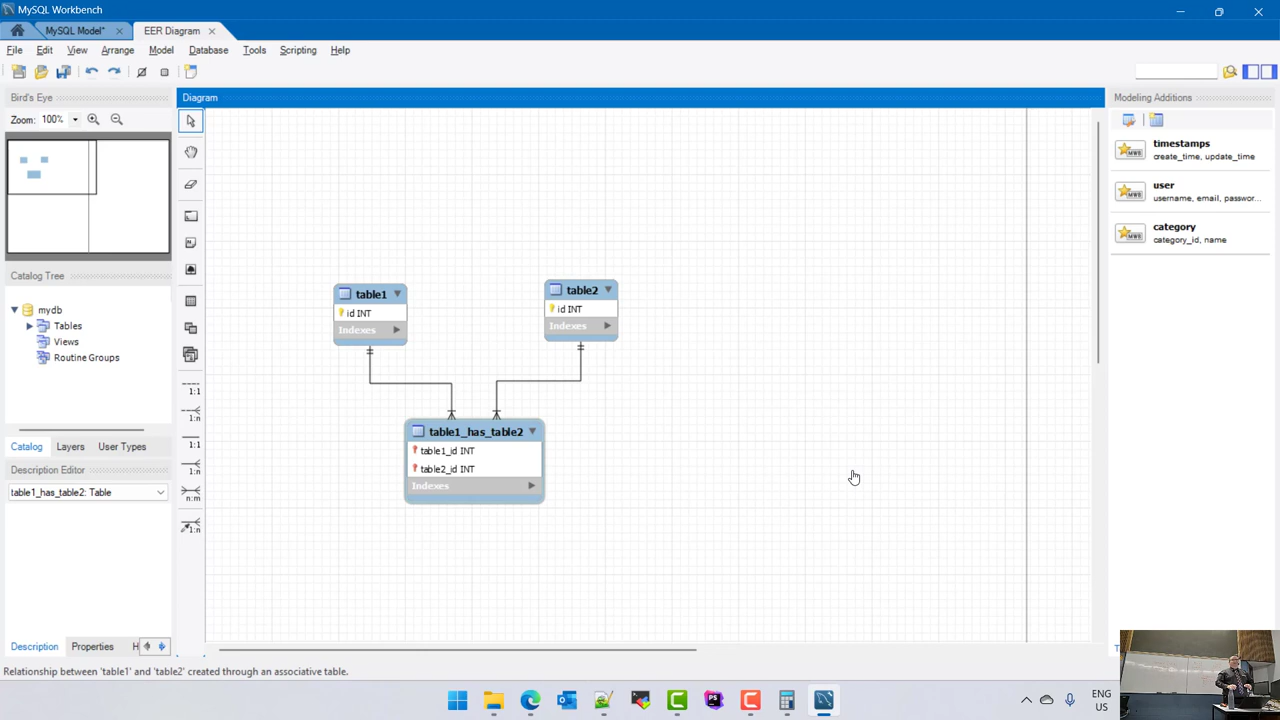 MySQL Workbench
MySQL Model*
EER Diagram
File Edit View Arrange Model Database Tools Scripting Help
Bird's Eye
Zoom: 100%
Diagram
Modeling Additions
timestamps
create_time, update_time
user
username, email, passwor...
category
category_id, name
table1
id INT
Indexes
table2
id INT
Indexes
table1_has_table2
table1_id INT
table2_id INT
Indexes
Catalog Tree
mydb
Tables
Views
Routine Groups
Catalog Layers User Types
Description Editor
table1_has_table2: Table
Description Properties H
1:1
1:n
1:1
1:n
n:m
1:n
Relationship between 'table1' and 'table2' created through an associative table.
PS
ENG
US